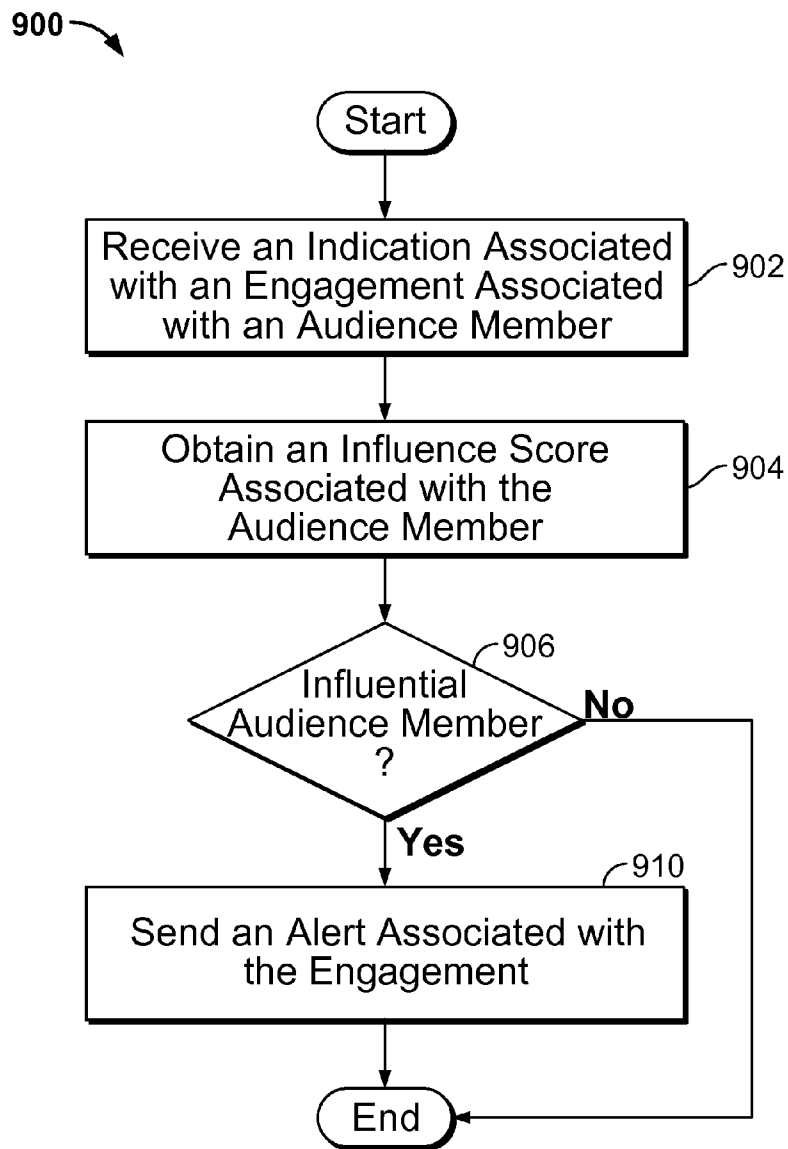 900
Start
Receive an Indication Associated
with an Engagement Associated
with an Audience Member
902
Obtain an Influence Score
Associated with the
Audience Member
904
906
Influential
Audience Member
?
No
Yes
910
Send an Alert Associated with
the Engagement
End